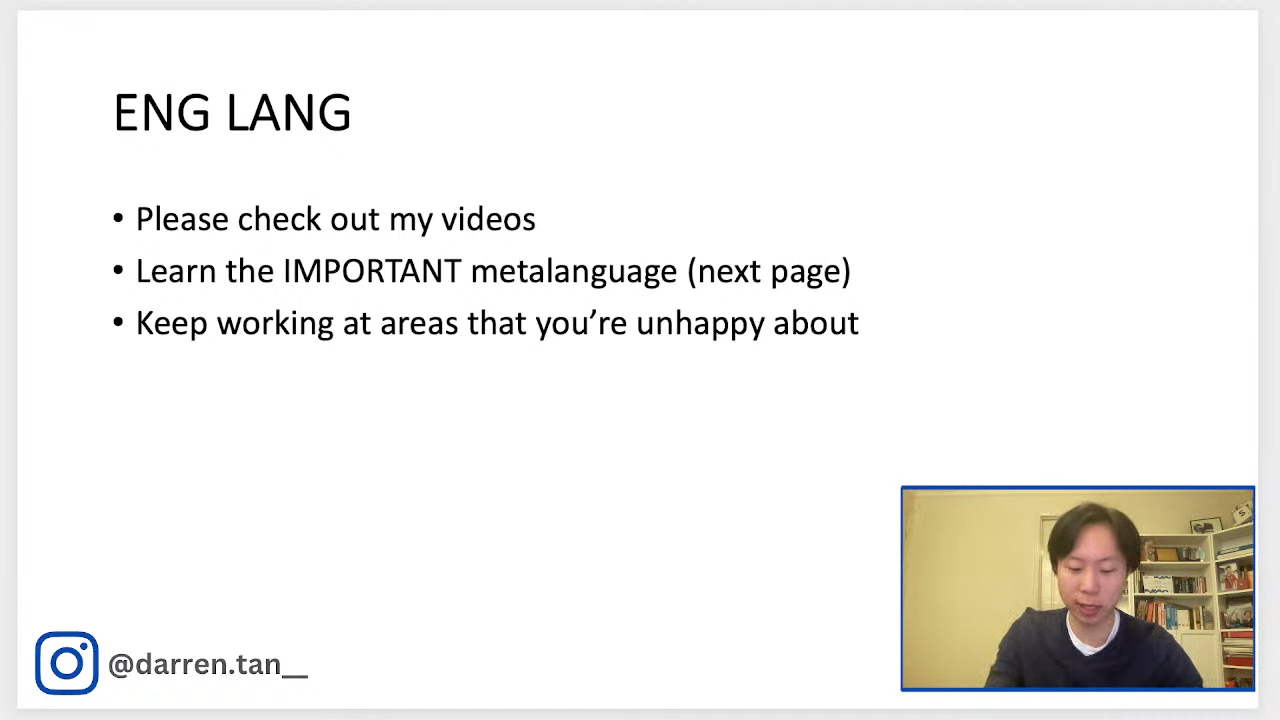 ENG LANG
• Please check out my videos
• Learn the IMPORTANT metalanguage (next page)
• Keep working at areas that you’re unhappy about
@darren.tan__